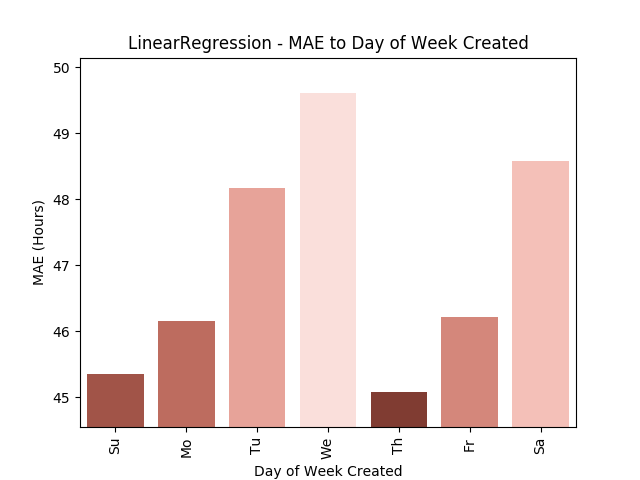 LinearRegression - MAE to Day of Week Created
MAE (Hours)
50
49
48
47
46
45
Su
Mo
Tu
We
Th
Fr
Sa
Day of Week Created